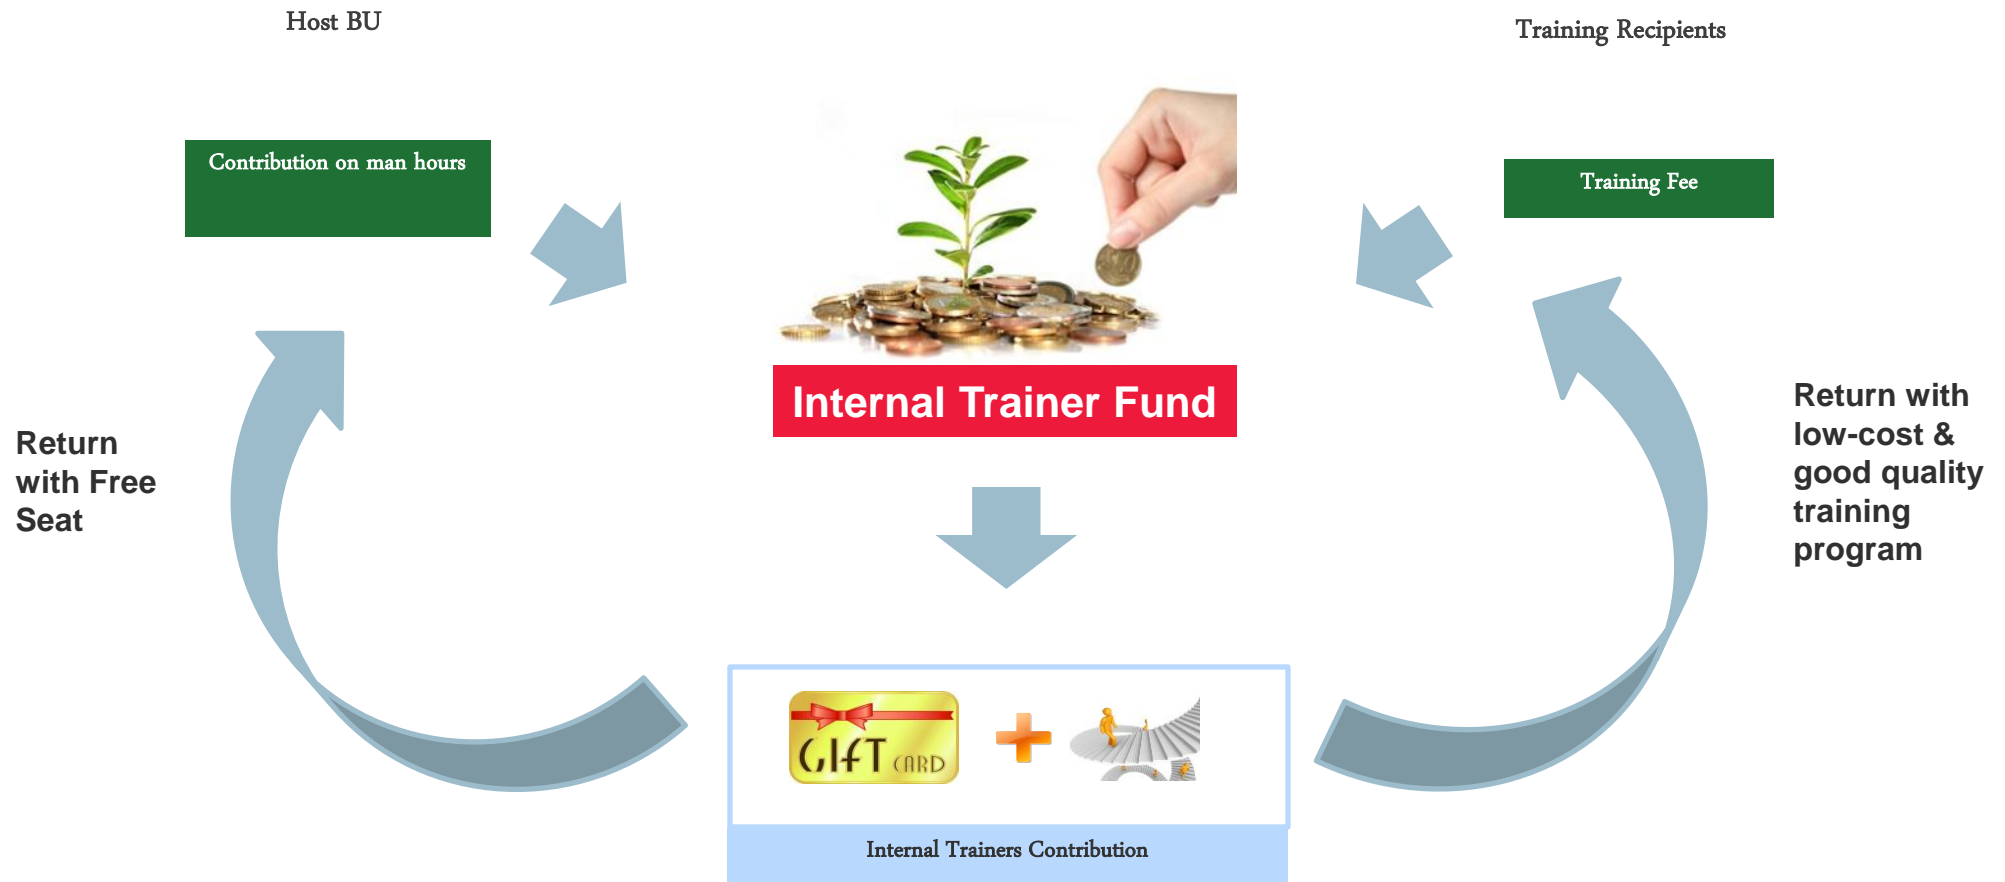 Host BU
Training Recipients
Contribution on man hours
Training Fee
Internal Trainer Fund
Return
with Free
Seat
Return with
low-cost &
good quality
training
program
GIFT CARD
Internal Trainers Contribution